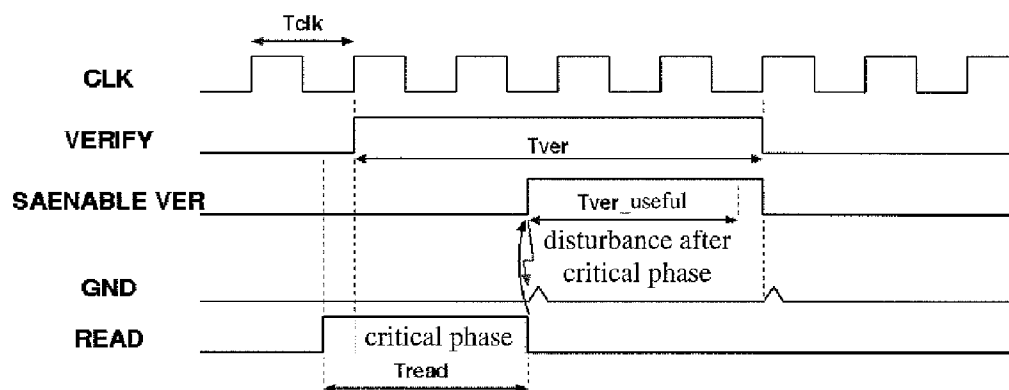 Tclk
CLK
VERIFY
Tver
SAENABLE VER
Tver_useful
disturbance after
critical phase
GND
READ
critical phase
Tread